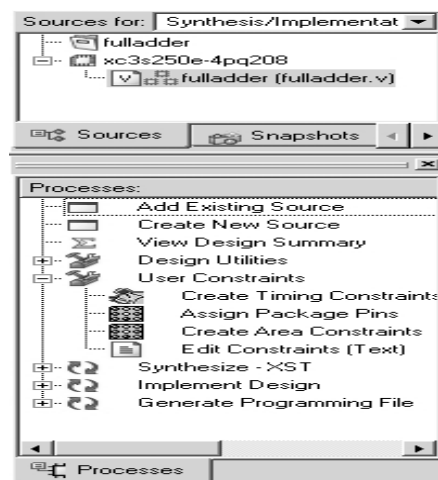 Sources for: Synthesis/Implementat
fulladder
xc3s250e-4pq208
fulladder (fulladder.v)
Sources Snapshots
Processes:
Add Existing Source
Create New Source
View Design Summary
Design Utilities
User Constraints
Create Timing Constraints
Assign Package Pins
Create Area Constraints
Edit Constraints (Text)
Synthesize - XST
Implement Design
Generate Programming File
Processes